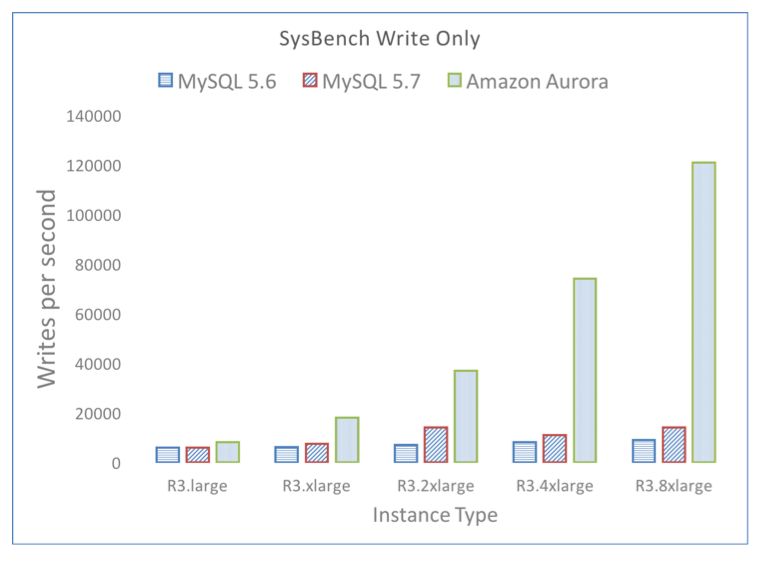 SysBench Write Only
MySQL 5.6 MySQL 5.7 Amazon Aurora
140000
120000
100000
80000
60000
40000
20000
0
Writes per second
R3.large R3.xlarge R3.2xlarge R3.4xlarge R3.8xlarge
Instance Type